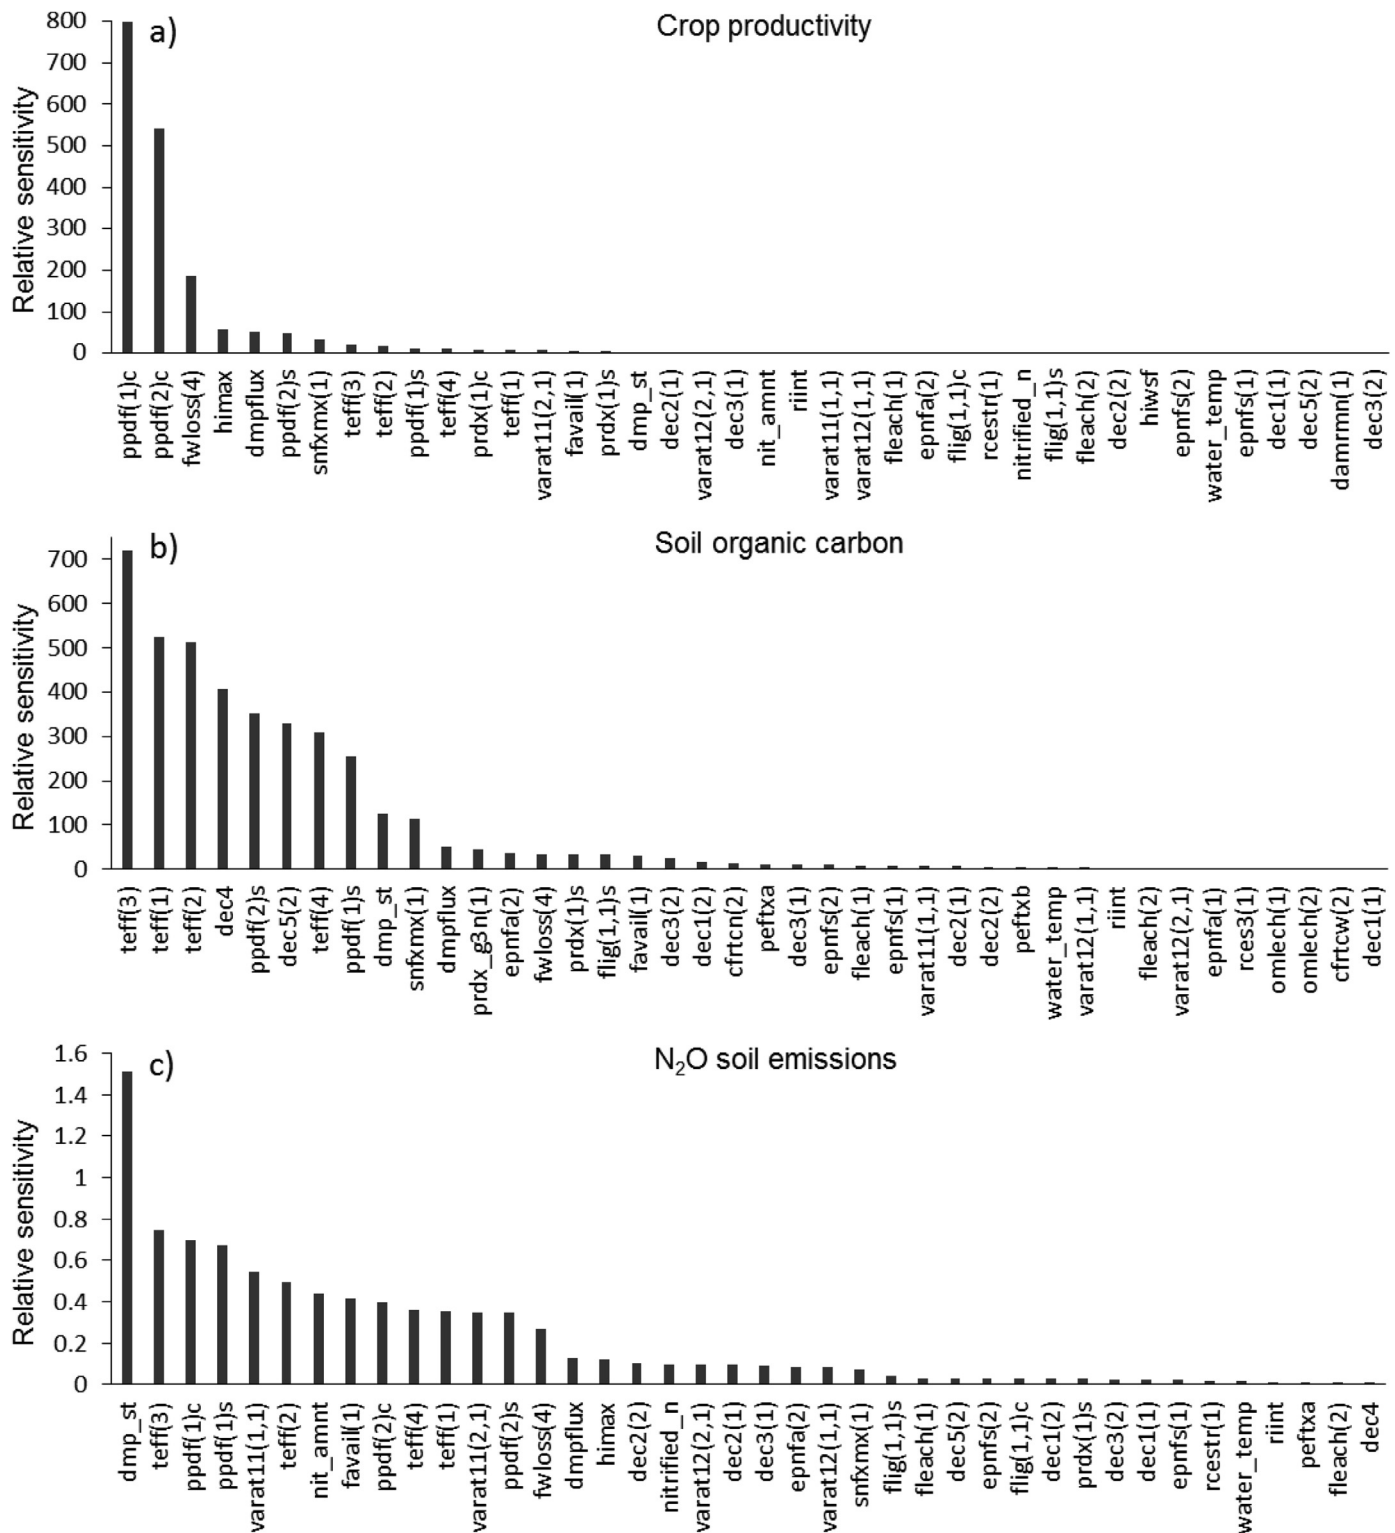 a)
Crop productivity
Relative sensitivity
800
700
600
500
400
300
200
100
0
ppdf(1)c
ppdf(2)c
fwloss(4)
himax
dmpflux
ppdf(2)s
snfxmx(1)
teff(3)
teff(2)
ppdf(1)s
teff(4)
prdx(1)c
teff(1)
varat11(2,1)
favail(1)
prdx(1)s
dmp_st
dec2(1)
varat12(2,1)
dec3(1)
nit_amnt
riint
varat11(1,1)
varat12(1,1)
fleach(1)
epnfa(2)
flig(1,1)c
rcestr(1)
nitrified_n
flig(1,1)s
fleach(2)
dec2(2)
hiwsf
epnfs(2)
water_temp
epnfs(1)
dec1(1)
dec5(2)
damrmn(1)
dec3(2)
b)
Soil organic carbon
Relative sensitivity
700
600
500
400
300
200
100
0
teff(3)
teff(1)
teff(2)
dec4
ppdf(2)s
dec5(2)
teff(4)
ppdf(1)s
dmp_st
snfxmx(1)
dmpflux
prdx_g3n(1)
epnfa(2)
fwloss(4)
prdx(1)s
flig(1,1)s
favail(1)
dec3(2)
dec1(2)
cfrtcn(2)
peftxa
dec3(1)
epnfs(2)
fleach(1)
epnfs(1)
varat11(1,1)
dec2(1)
dec2(2)
peftxb
water_temp
varat12(1,1)
riint
fleach(2)
varat12(2,1)
epnfa(1)
rces3(1)
omlech(1)
omlech(2)
cfrtcw(2)
dec1(1)
c)
N₂O soil emissions
Relative sensitivity
1.6
1.4
1.2
1
0.8
0.6
0.4
0.2
0
dmp_st
teff(3)
ppdf(1)c
ppdf(1)s
varat11(1,1)
teff(2)
nit_amnt
favail(1)
ppdf(2)c
teff(4)
teff(1)
varat11(2,1)
ppdf(2)s
fwloss(4)
dmpflux
himax
dec2(2)
nitrified_n
varat12(2,1)
dec2(1)
dec3(1)
epnfa(2)
varat12(1,1)
snfxmx(1)
flig(1,1)s
fleach(1)
dec5(2)
epnfs(2)
flig(1,1)c
dec1(2)
prdx(1)s
dec3(2)
dec1(1)
epnfs(1)
rcestr(1)
water_temp
riint
peftxa
fleach(2)
dec4